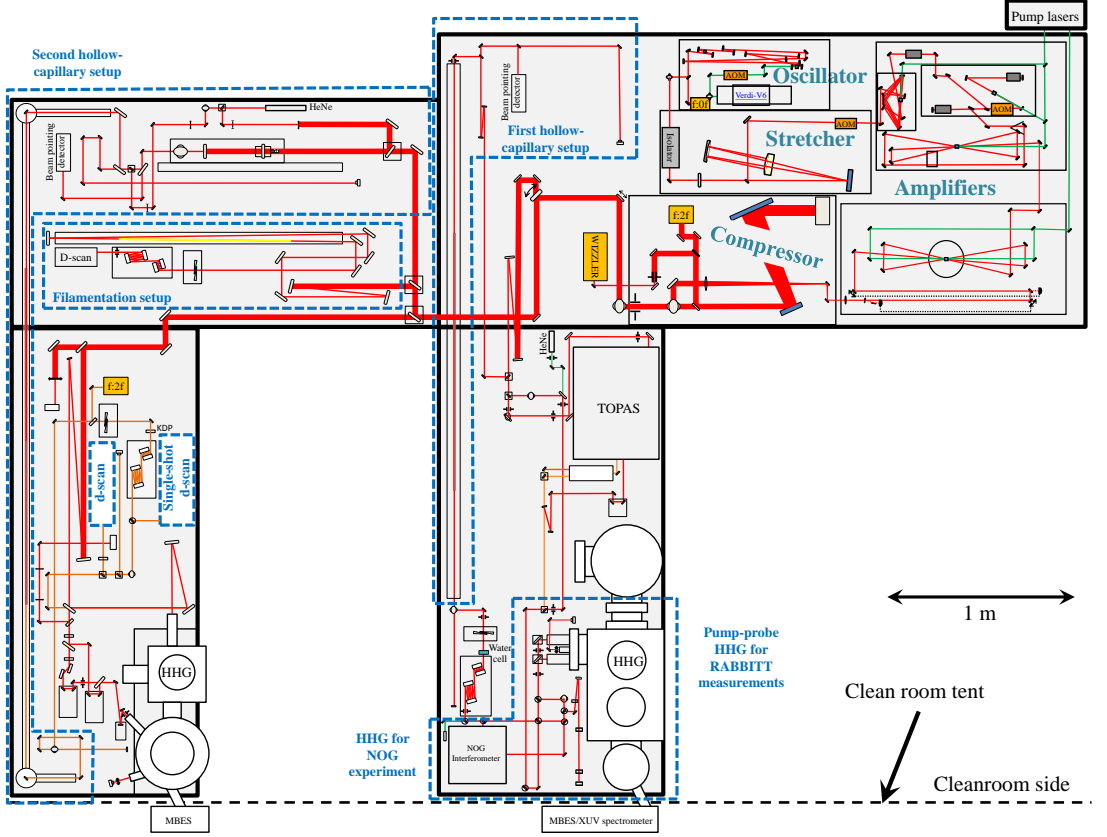 Pump lasers
Second hollow-
capillary setup
HeNe
Beam pointing
detector
Beam pointing
detector
First hollow-
capillary setup
AOM
Oscillator
Verdi-V6
f:0f
AOM
Stretcher
Isolator
AOM
Amplifiers
D-scan
Filamentation setup
WIZZLER
f:2f
Compressor
HeNe
TOPAS
f:2f
KDP
d-scan
Single-shot
d-scan
1 m
HHG
Water
cell
HHG
Pump-probe
HHG for
RABBITT
measurements
Clean room tent
HHG for
NOG
experiment
NOG
Interferometer
Cleanroom side
MBES
MBES/XUV spectrometer